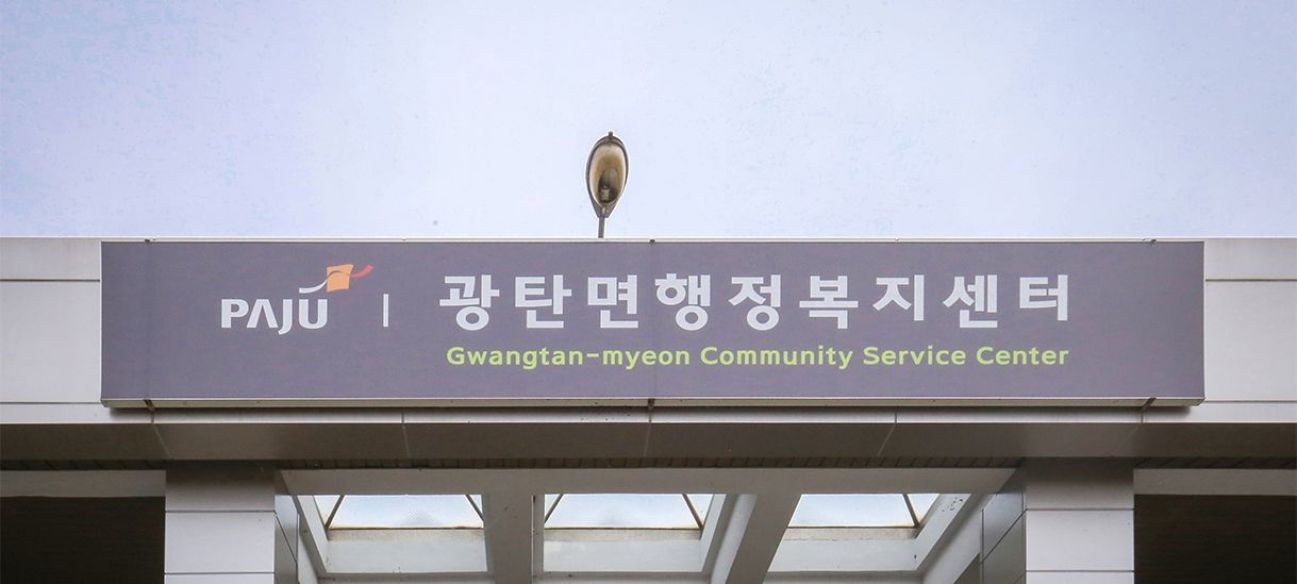 PAJU | 광탄면행정복지센터
Gwangtan-myeon Community Service Center